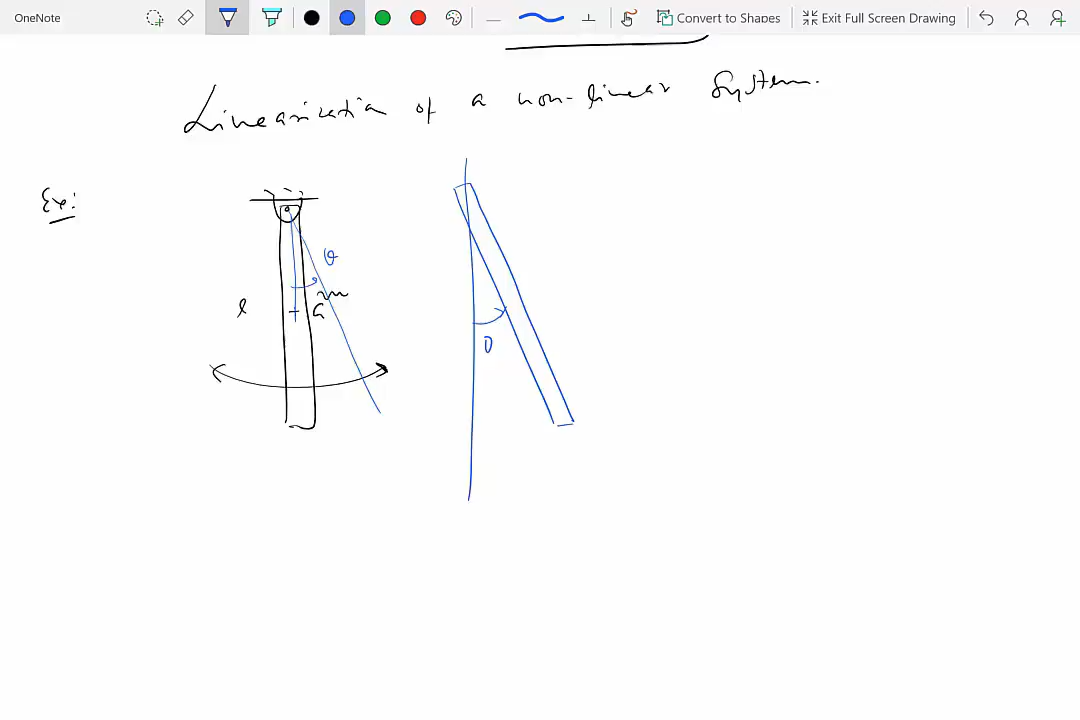 OneNote
Convert to Shapes
Exit Full Screen Drawing
Linearization of a non-linear System.
Ex:
θ
l
m
G
θ